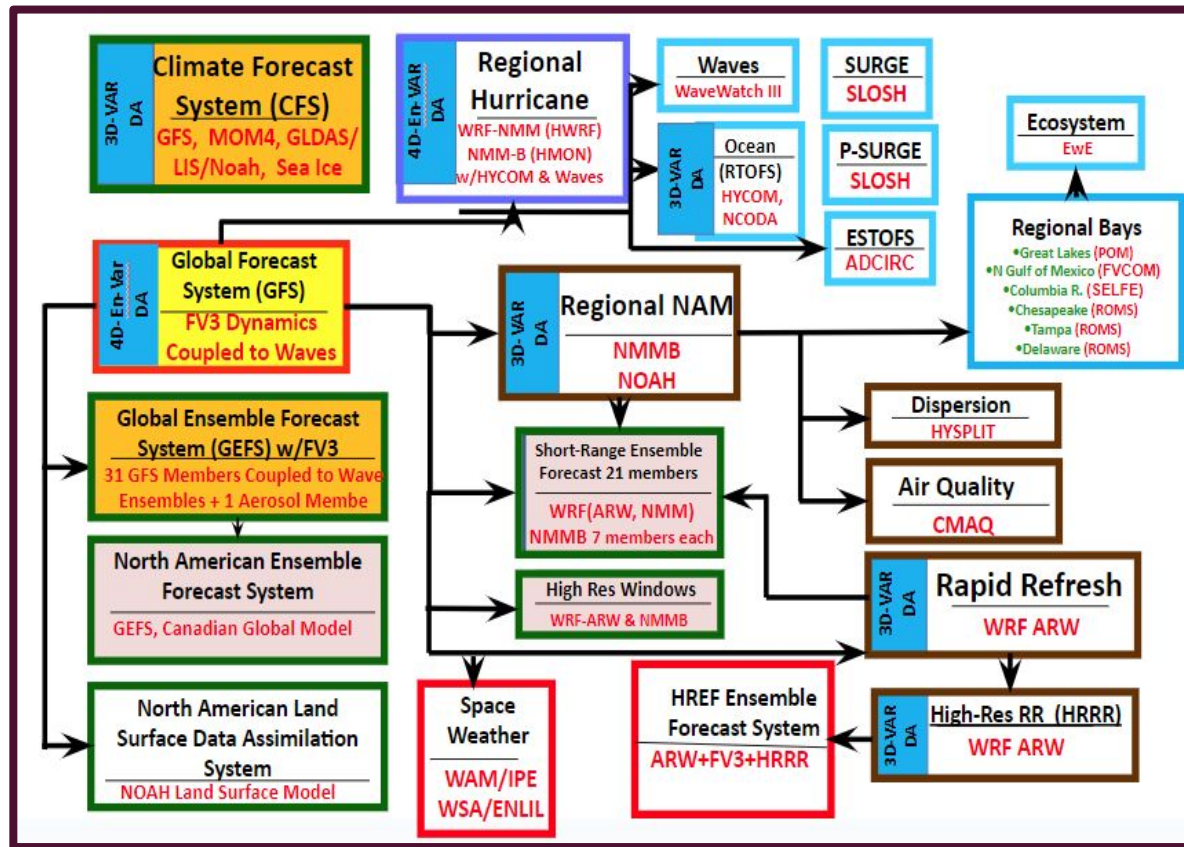 3D-VAR
DA
Climate Forecast
System (CFS)
GFS, MOM4, GLDAS/
LIS/Noah, Sea Ice
4D-En-VAR
DA
Regional
Hurricane
WRF-NMM (HWRF)
NMM-B (HMON)
w/HYCOM & Waves
Waves
WaveWatch III
SURGE
SLOSH
3D-VAR
DA
Ocean
(RTOFS)
HYCOM,
NCODA
P-SURGE
SLOSH
ESTOFS
ADCIRC
Ecosystem
EwE
Regional Bays
•Great Lakes (POM)
•N Gulf of Mexico (FVCOM)
•Columbia R. (SELFE)
•Chesapeake (ROMS)
•Tampa (ROMS)
•Delaware (ROMS)
4D-En-Var
DA
Global Forecast
System (GFS)
FV3 Dynamics
Coupled to Waves
3D-VAR
DA
Regional NAM
NMMB
NOAH
Global Ensemble Forecast
System (GEFS) w/FV3
31 GFS Members Coupled to Wave
Ensembles + 1 Aerosol Membe
Short-Range Ensemble
Forecast 21 members
WRF(ARW, NMM)
NMMB 7 members each
Dispersion
HYSPLIT
Air Quality
CMAQ
North American Ensemble
Forecast System
GEFS, Canadian Global Model
High Res Windows
WRF-ARW & NMMB
3D-VAR
DA
Rapid Refresh
WRF ARW
North American Land
Surface Data Assimilation
System
NOAH Land Surface Model
Space
Weather
WAM/IPE
WSA/ENLIL
HREF Ensemble
Forecast System
ARW+FV3+HRRR
3D-VAR
DA
High-Res RR (HRRR)
WRF ARW